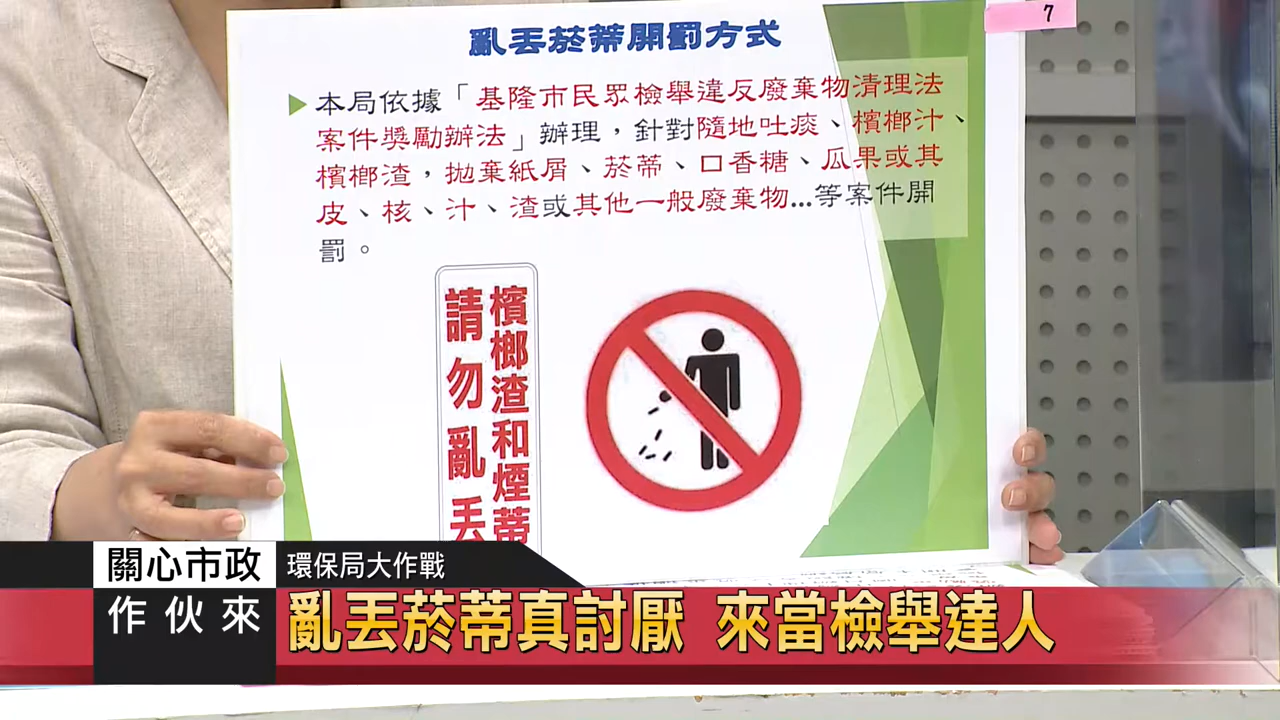 7
亂丟菸蒂開罰方式
本局依據「基隆市民眾檢舉違反廢棄物清理法
案件獎勵辦法」辦理，針對隨地吐痰、檳榔汁、
檳榔渣，拋棄紙屑、菸蒂、口香糖、瓜果或其
皮、核、汁、渣或其他一般廢棄物...等案件開
罰。
檳榔渣和煙蒂
請勿亂丟
關心市政
環保局大作戰
作伙來
亂丟菸蒂真討厭 來當檢舉達人